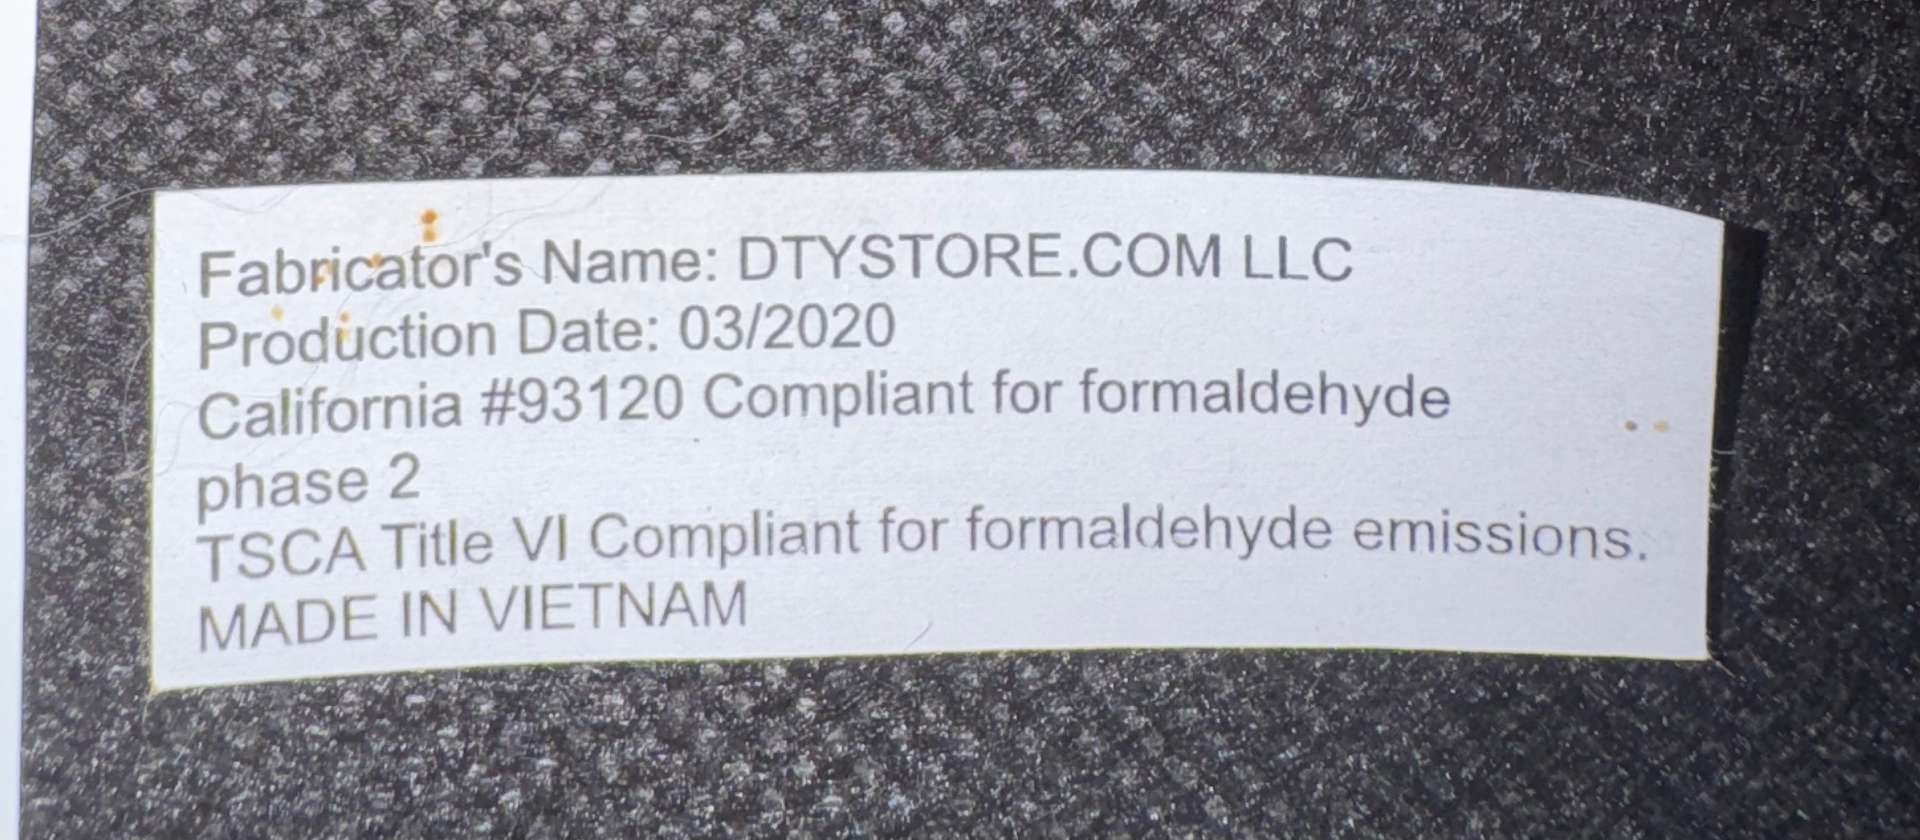 Fabricator's Name: DTYSTORE.COM LLC
Production Date: 03/2020
California #93120 Compliant for formaldehyde
phase 2
TSCA Title VI Compliant for formaldehyde emissions.
MADE IN VIETNAM